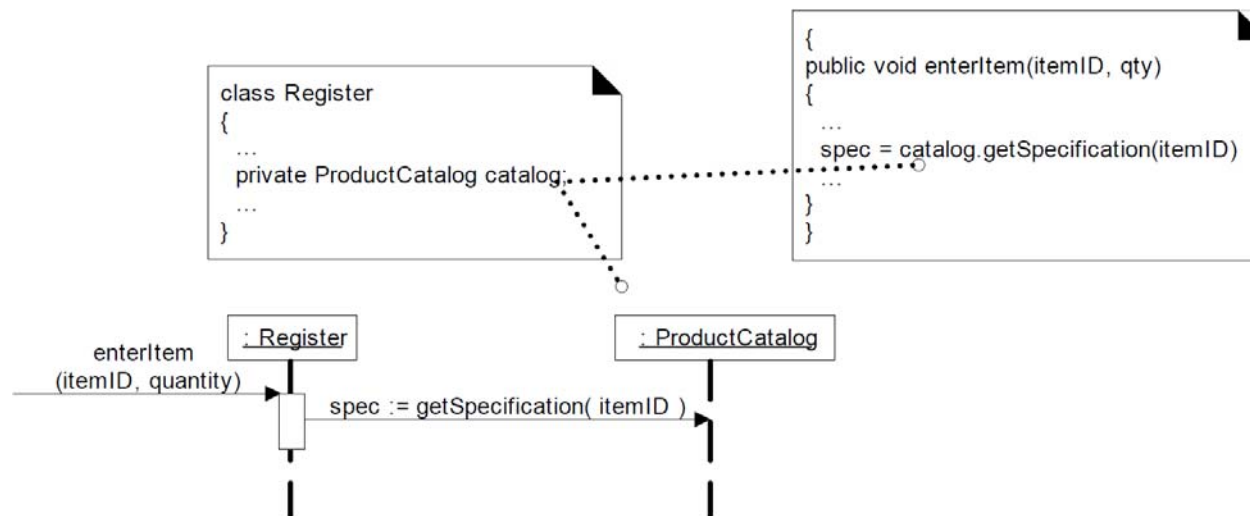 class Register
{
...
private ProductCatalog catalog;
...
}
{
public void enterItem(itemID, qty)
{
...
spec = catalog.getSpecification(itemID)
...
}
}
: Register
: ProductCatalog
enterItem
(itemID, quantity)
spec := getSpecification( itemID )